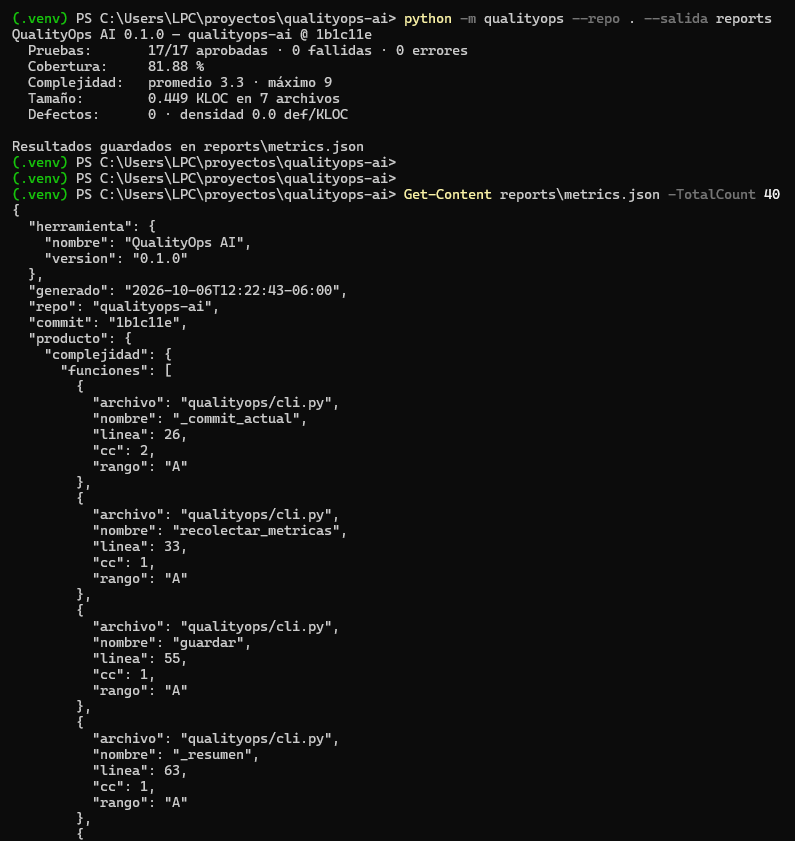 (.venv) PS C:\Users\LPC\proyectos\qualityops-ai> python -m qualityops --repo . --salida reports
QualityOps AI 0.1.0 — qualityops-ai @ 1b1c11e
  Pruebas:       17/17 aprobadas · 0 fallidas · 0 errores
  Cobertura:     81.88 %
  Complejidad:   promedio 3.3 · máximo 9
  Tamaño:        0.449 KLOC en 7 archivos
  Defectos:      0 · densidad 0.0 def/KLOC

Resultados guardados en reports\metrics.json
(.venv) PS C:\Users\LPC\proyectos\qualityops-ai>
(.venv) PS C:\Users\LPC\proyectos\qualityops-ai>
(.venv) PS C:\Users\LPC\proyectos\qualityops-ai> Get-Content reports\metrics.json -TotalCount 40
{
  "herramienta": {
    "nombre": "QualityOps AI",
    "version": "0.1.0"
  },
  "generado": "2026-10-06T12:22:43-06:00",
  "repo": "qualityops-ai",
  "commit": "1b1c11e",
  "producto": {
    "complejidad": {
      "funciones": [
        {
          "archivo": "qualityops/cli.py",
          "nombre": "_commit_actual",
          "linea": 26,
          "cc": 2,
          "rango": "A"
        },
        {
          "archivo": "qualityops/cli.py",
          "nombre": "recolectar_metricas",
          "linea": 33,
          "cc": 1,
          "rango": "A"
        },
        {
          "archivo": "qualityops/cli.py",
          "nombre": "guardar",
          "linea": 55,
          "cc": 1,
          "rango": "A"
        },
        {
          "archivo": "qualityops/cli.py",
          "nombre": "_resumen",
          "linea": 63,
          "cc": 1,
          "rango": "A"
        },
        {